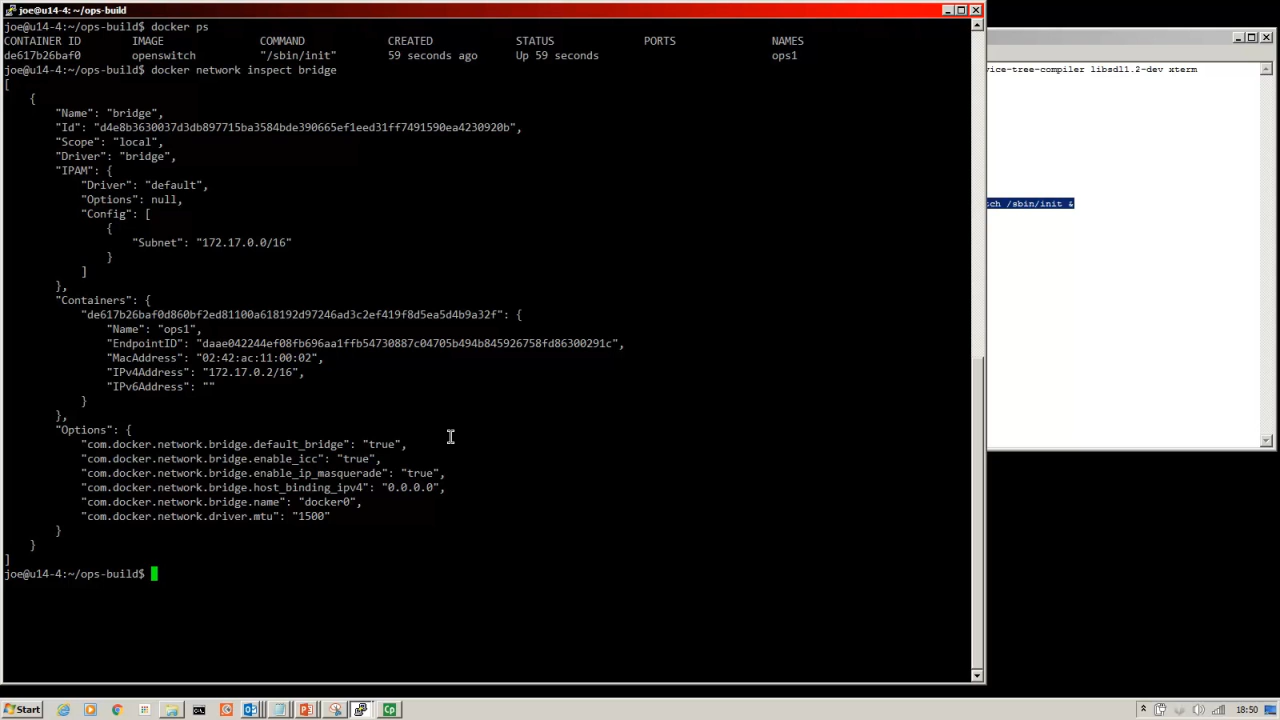 joe@u14-4: ~/ops-build
joe@u14-4:~/ops-build$ docker ps
CONTAINER ID IMAGE COMMAND CREATED STATUS PORTS NAMES
de617b26baf0 openswitch "/sbin/init" 59 seconds ago Up 59 seconds ops1
joe@u14-4:~/ops-build$ docker network inspect bridge
[
{
"Name": "bridge",
"Id": "d4e8b3630037d3db897715ba3584bde390665ef1eed31ff7491590ea4230920b",
"Scope": "local",
"Driver": "bridge",
"IPAM": {
"Driver": "default",
"Options": null,
"Config": [
{
"Subnet": "172.17.0.0/16"
}
]
},
"Containers": {
"de617b26baf0d860bf2ed81100a618192d97246ad3c2ef419f8d5ea5d4b9a32f": {
"Name": "ops1",
"EndpointID": "daae042244ef08fb696aa1ffb54730887c04705b494b845926758fd86300291c",
"MacAddress": "02:42:ac:11:00:02",
"IPv4Address": "172.17.0.2/16",
"IPv6Address": ""
}
},
"Options": {
"com.docker.network.bridge.default_bridge": "true",
"com.docker.network.bridge.enable_icc": "true",
"com.docker.network.bridge.enable_ip_masquerade": "true",
"com.docker.network.bridge.host_binding_ipv4": "0.0.0.0",
"com.docker.network.bridge.name": "docker0",
"com.docker.network.driver.mtu": "1500"
}
}
]
joe@u14-4:~/ops-build$
vice-tree-compiler libsdl1.2-dev xterm
tch /sbin/init &
Start
Cp
18:50